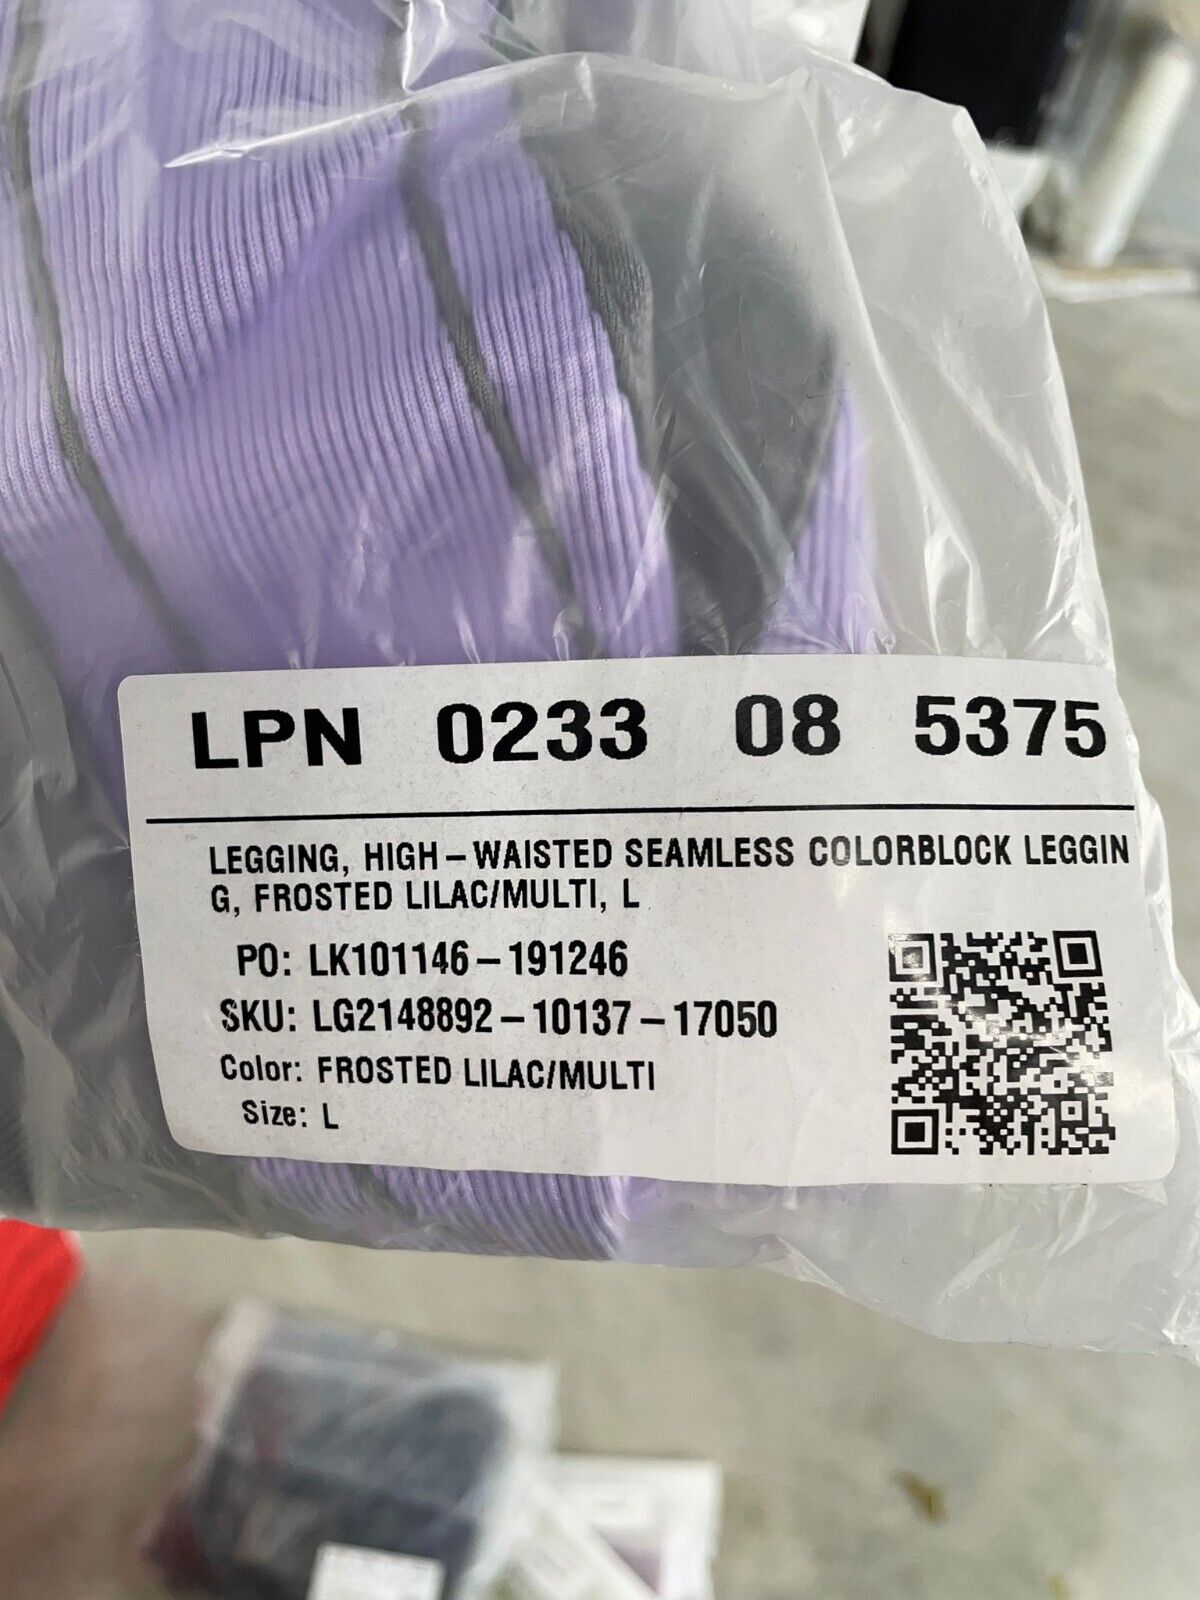 LPN 0233 08 5375
LEGGING, HIGH-WAISTED SEAMLESS COLORBLOCK LEGGIN
G, FROSTED LILAC/MULTI, L
PO: LK101146-191246
SKU: LG2148892-10137-17050
Color: FROSTED LILAC/MULTI
Size: L